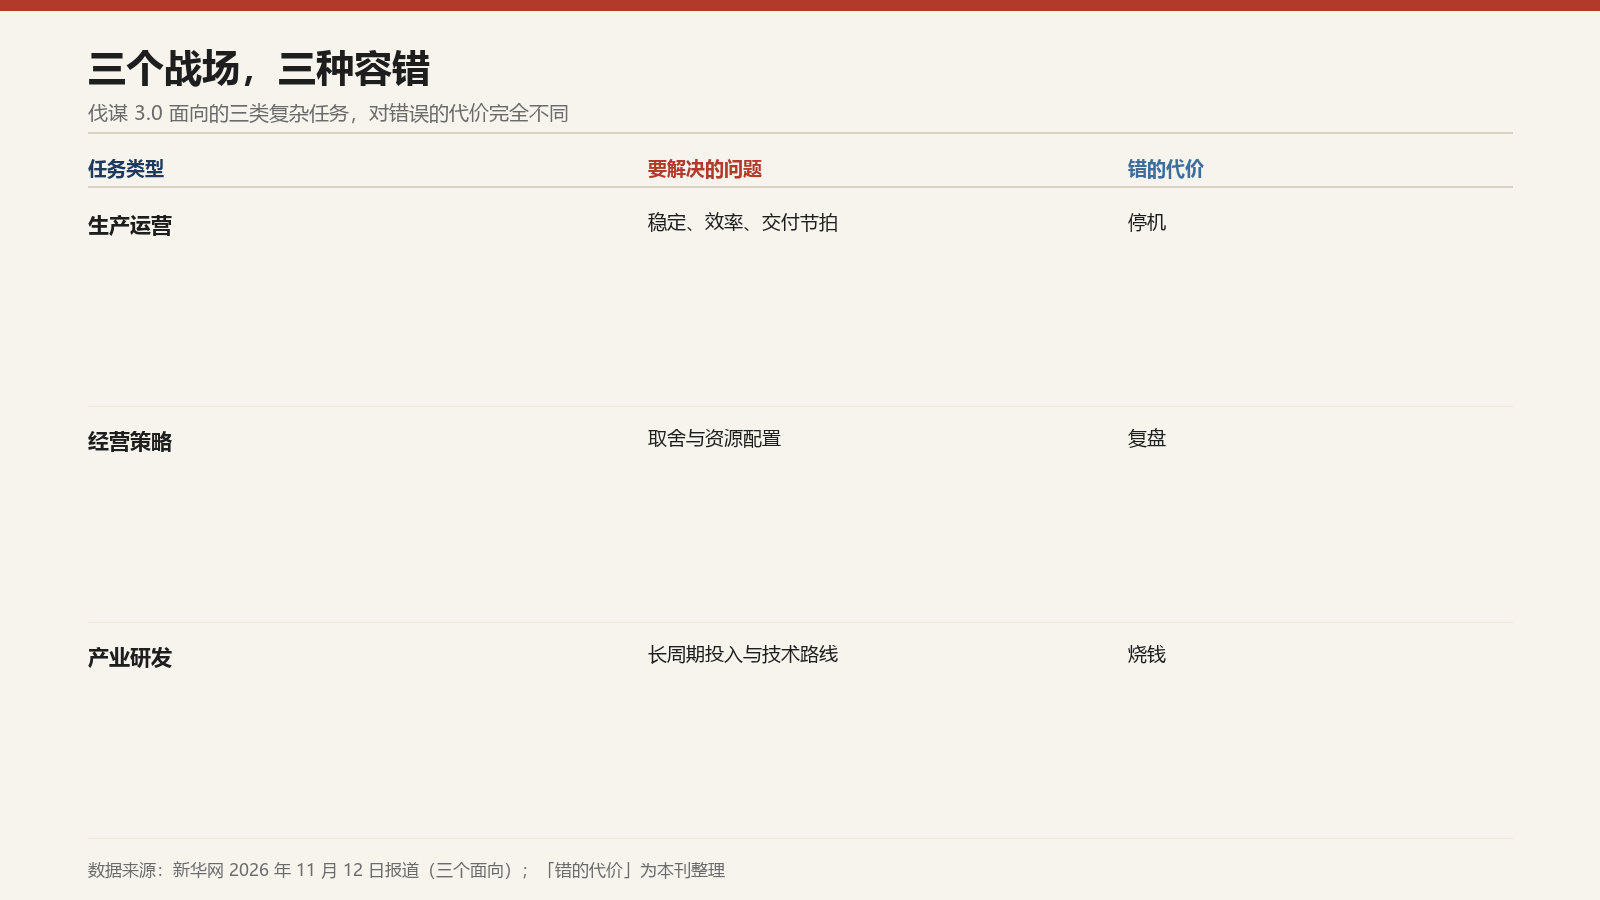 三个战场，三种容错
伐谋 3.0 面向的三类复杂任务，对错误的代价完全不同
任务类型 要解决的问题 错的代价
生产运营 稳定、效率、交付节拍 停机
经营策略 取舍与资源配置 复盘
产业研发 长周期投入与技术路线 烧钱
数据来源：新华网 2026 年 11 月 12 日报道（三个面向）；「错的代价」为本刊整理